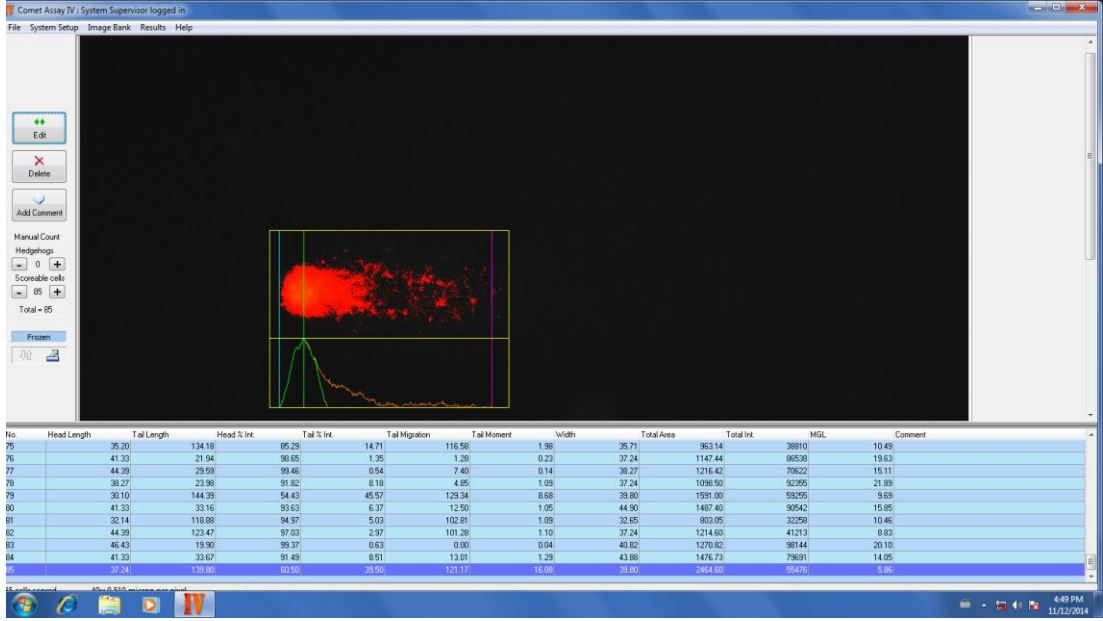 Comet Assay IV : System Supervisor logged in
File System Setup Image Bank Results Help
Edit
Delete
Add Comment
Manual Count
Hedgehogs
- 0 +
Scoreable cells
- 85 +
Total = 85
Frozen
No. Head Length Tail Length Head % Int. Tail % Int. Tail Migration Tail Moment Width Total Area Total Int. MGL Comment
75 35.20 134.18 85.29 14.71 116.58 1.98 35.71 963.14 38810 10.49
76 41.33 21.94 98.65 1.35 1.28 0.23 37.24 1147.44 86538 19.63
77 44.39 29.59 99.46 0.54 7.40 0.14 38.27 1216.42 70622 15.11
78 38.27 23.98 91.82 8.18 4.85 1.09 37.24 1098.50 92355 21.89
79 30.10 144.39 54.43 45.57 129.34 8.68 39.80 1591.00 59255 9.69
80 41.33 33.16 93.63 6.37 12.50 1.05 44.90 1487.40 90542 15.85
81 32.14 118.88 94.97 5.03 102.81 1.09 32.65 803.05 32258 10.46
82 44.39 123.47 97.03 2.97 101.28 1.10 37.24 1214.60 41213 8.83
83 46.43 19.90 99.37 0.63 0.00 0.04 40.82 1270.82 98144 20.10
84 41.33 33.67 91.49 8.51 13.01 1.29 43.88 1476.73 79691 14.05
85 37.24 139.80 60.50 39.50 121.17 16.08 39.80 2464.60 55476 5.86
85 cells scored 40x 0.510 micron per pixel
IV
4:49 PM
11/12/2014